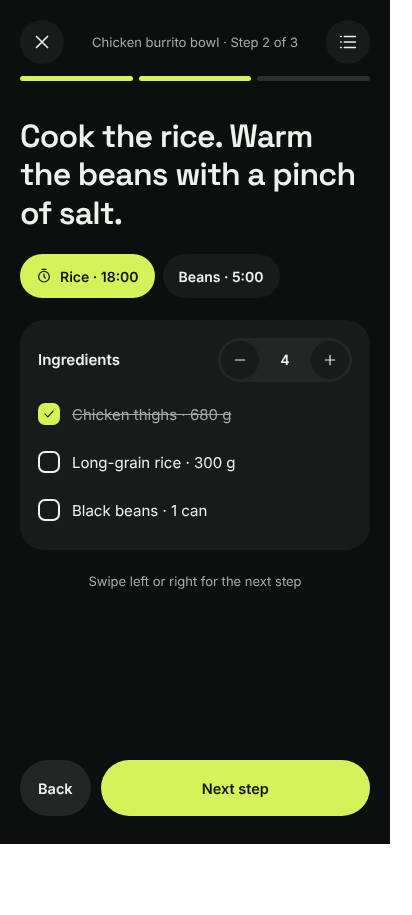 Chicken burrito bowl · Step 2 of 3
Cook the rice. Warm
the beans with a pinch
of salt.
Rice · 18:00
Beans · 5:00
Ingredients
4
Chicken thighs · 680 g
Long-grain rice · 300 g
Black beans · 1 can
Swipe left or right for the next step
Back
Next step